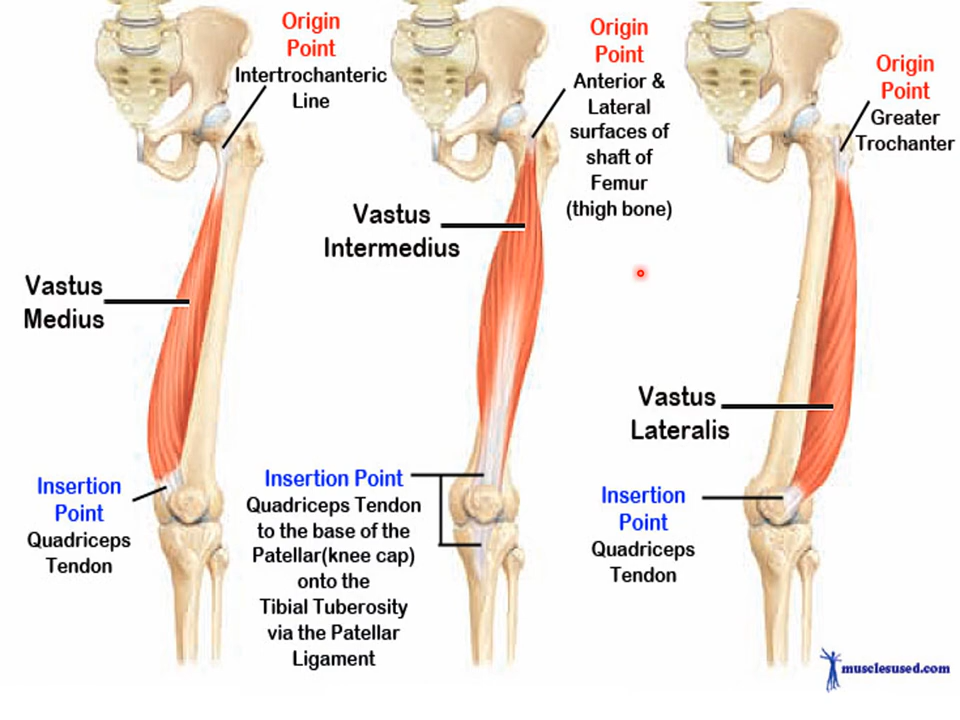 Origin
Point
Intertrochanteric
Line
Vastus
Medius
Insertion
Point
Quadriceps
Tendon
Origin
Point
Anterior &
Lateral
surfaces of
shaft of
Femur
(thigh bone)
Vastus
Intermedius
Insertion Point
Quadriceps Tendon
to the base of the
Patellar(knee cap)
onto the
Tibial Tuberosity
via the Patellar
Ligament
Origin
Point
Greater
Trochanter
Vastus
Lateralis
Insertion
Point
Quadriceps
Tendon
musclesused.com